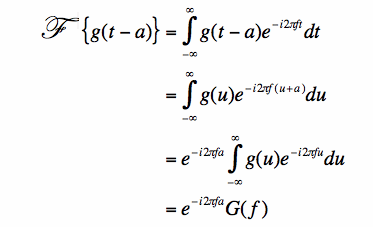 ℱ {g(t − a)} = ∫_{−∞}^{∞} g(t − a)e^{−i2πft} dt
= ∫_{−∞}^{∞} g(u)e^{−i2πf(u+a)} du
= e^{−i2πfa} ∫_{−∞}^{∞} g(u)e^{−i2πfu} du
= e^{−i2πfa} G(f)